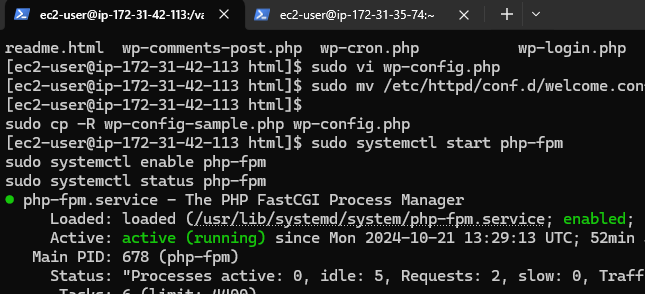 ec2-user@ip-172-31-42-113:/va
ec2-user@ip-172-31-35-74:~
readme.html wp-comments-post.php wp-cron.php wp-login.php
[ec2-user@ip-172-31-42-113 html]$ sudo vi wp-config.php
[ec2-user@ip-172-31-42-113 html]$ sudo mv /etc/httpd/conf.d/welcome.con
[ec2-user@ip-172-31-42-113 html]$
sudo cp -R wp-config-sample.php wp-config.php
[ec2-user@ip-172-31-42-113 html]$ sudo systemctl start php-fpm
sudo systemctl enable php-fpm
sudo systemctl status php-fpm
● php-fpm.service - The PHP FastCGI Process Manager
Loaded: loaded (/usr/lib/systemd/system/php-fpm.service; enabled;
Active: active (running) since Mon 2024-10-21 13:29:13 UTC; 52min
Main PID: 678 (php-fpm)
Status: "Processes active: 0, idle: 5, Requests: 2, slow: 0, Traff
Tasks: 6 (limit: 4400)